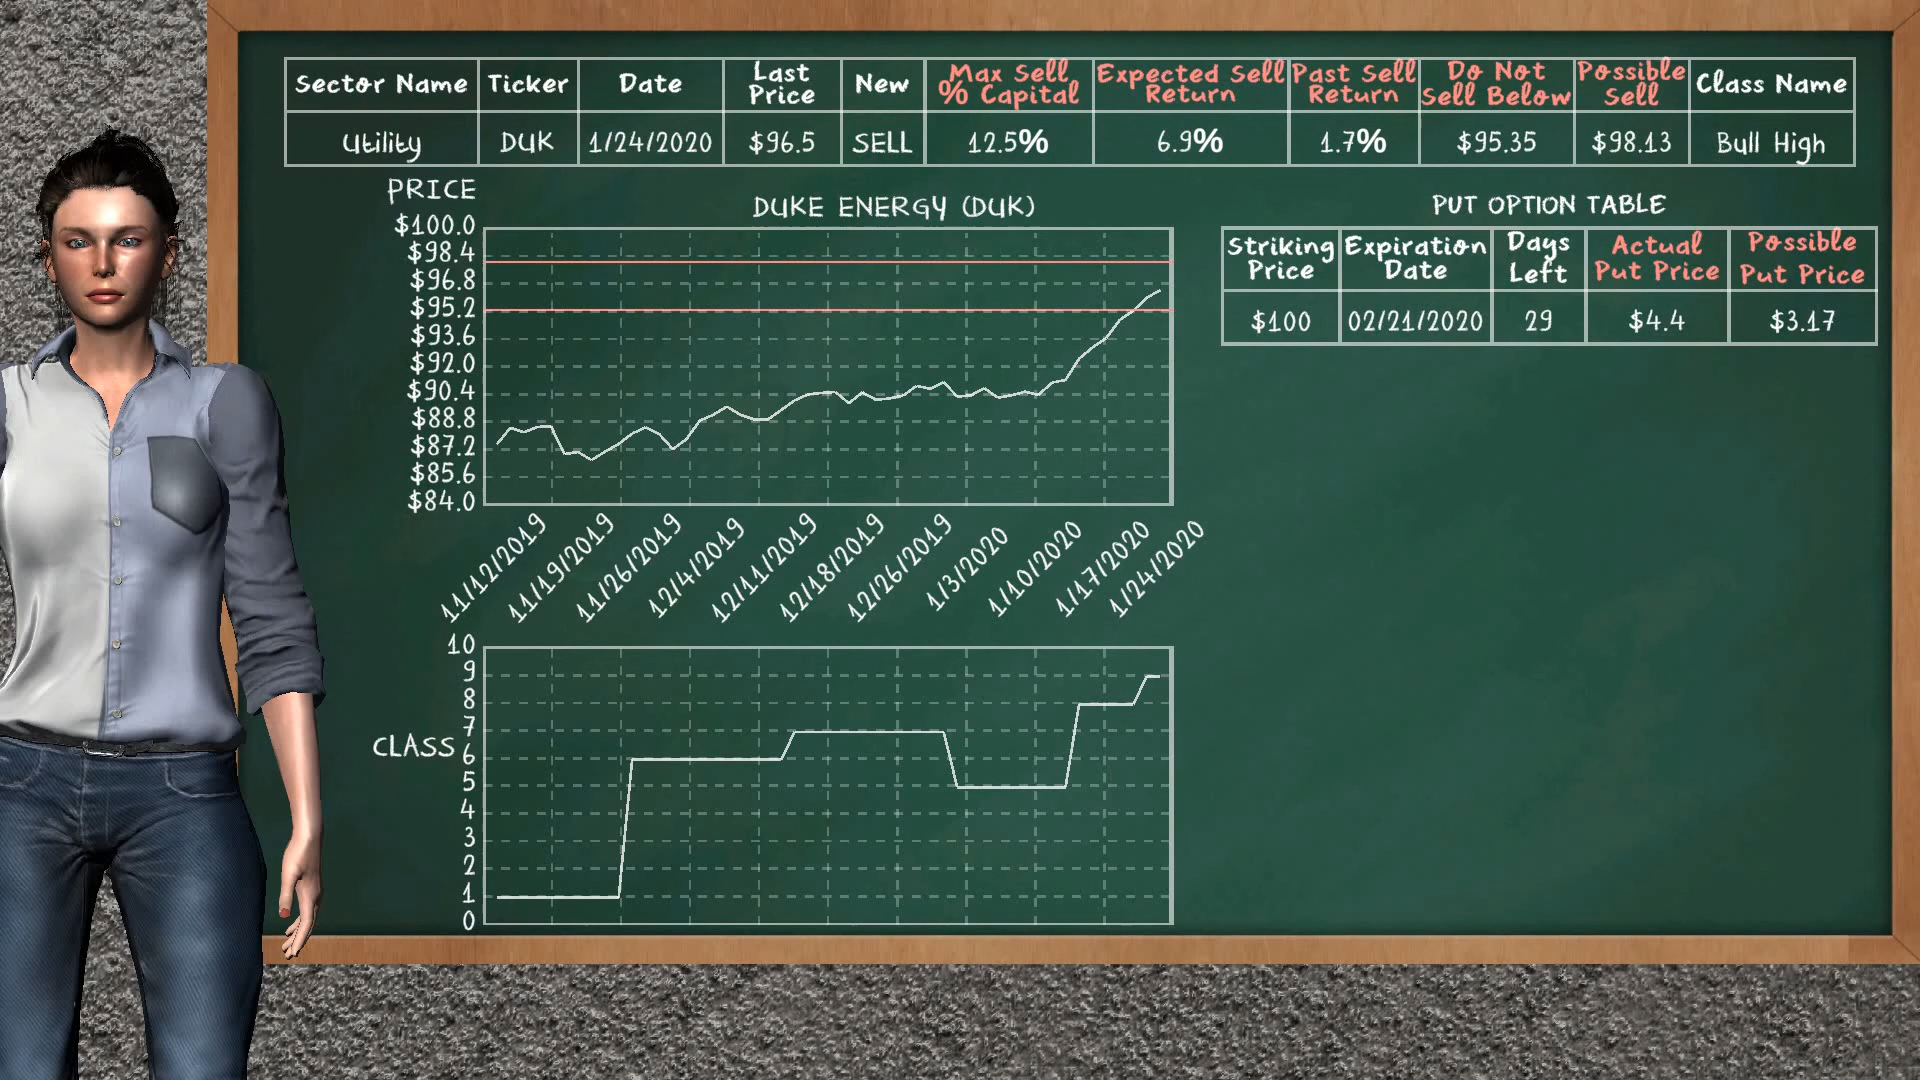 Sector Name Ticker Date Last Price New Max Sell % Capital Expected Sell Return Past Sell Return Do Not Sell Below Possible Sell Class Name
Utility DUK 1/24/2020 $96.5 SELL 12.5% 6.9% 1.7% $95.35 $98.13 Bull High
PRICE
DUKE ENERGY (DUK)
$100.0
$98.4
$96.8
$95.2
$93.6
$92.0
$90.4
$88.8
$87.2
$85.6
$84.0
11/12/2019 11/19/2019 11/26/2019 12/4/2019 12/11/2019 12/18/2019 12/26/2019 1/3/2020 1/10/2020 1/17/2020 1/24/2020
CLASS
10
9
8
7
6
5
4
3
2
1
0
PUT OPTION TABLE
Striking Price Expiration Date Days Left Actual Put Price Possible Put Price
$100 02/21/2020 29 $4.4 $3.17